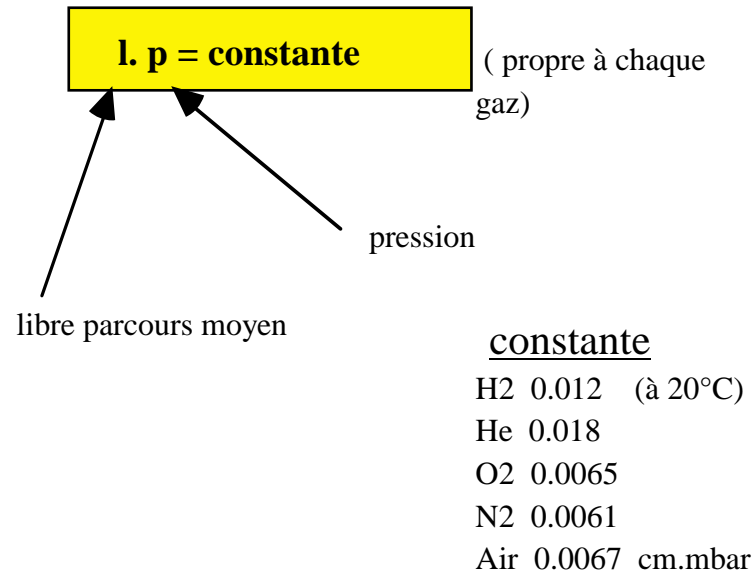 l. p = constante
( propre à chaque
gaz)
pression
libre parcours moyen
constante
H2 0.012 (à 20°C)
He 0.018
O2 0.0065
N2 0.0061
Air 0.0067 cm.mbar